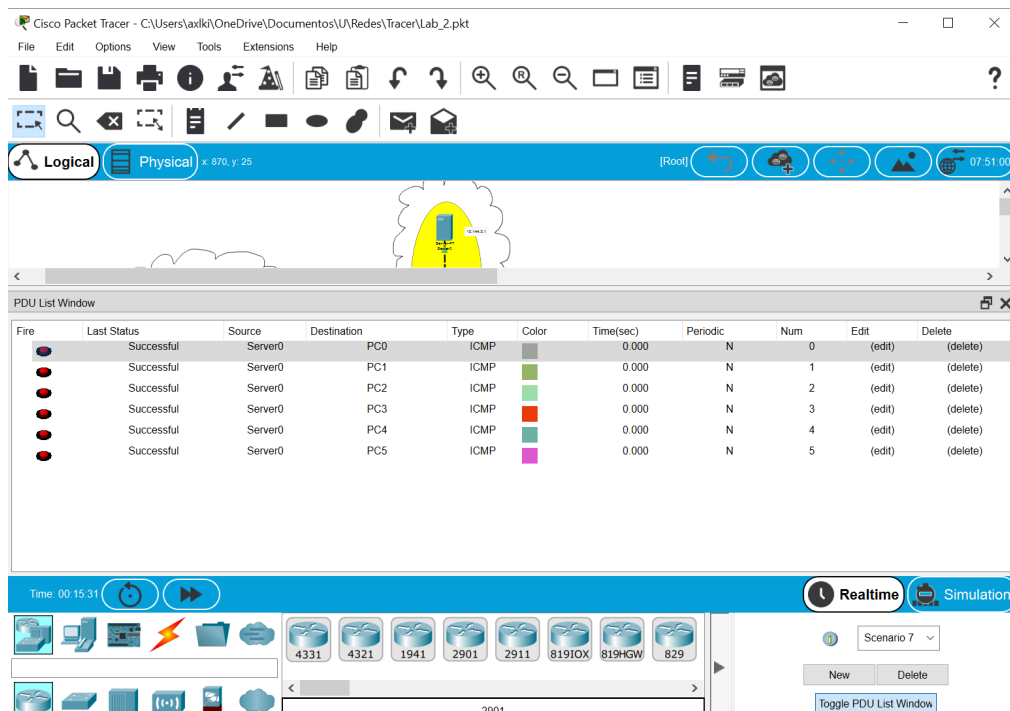 Cisco Packet Tracer - C:\Users\axlki\OneDrive\Documentos\U\Redes\Tracer\Lab_2.pkt
File Edit Options View Tools Extensions Help
Logical Physical x: 870, y: 25 [Root] 07:51:00
PDU List Window
Fire Last Status Source Destination Type Color Time(sec) Periodic Num Edit Delete
Successful Server0 PC0 ICMP 0.000 N 0 (edit) (delete)
Successful Server0 PC1 ICMP 0.000 N 1 (edit) (delete)
Successful Server0 PC2 ICMP 0.000 N 2 (edit) (delete)
Successful Server0 PC3 ICMP 0.000 N 3 (edit) (delete)
Successful Server0 PC4 ICMP 0.000 N 4 (edit) (delete)
Successful Server0 PC5 ICMP 0.000 N 5 (edit) (delete)
Time: 00:15:31 Realtime Simulation
4331 4321 1941 2901 2911 819IOX 819HGW 829
Scenario 7
New Delete
Toggle PDU List Window
2901